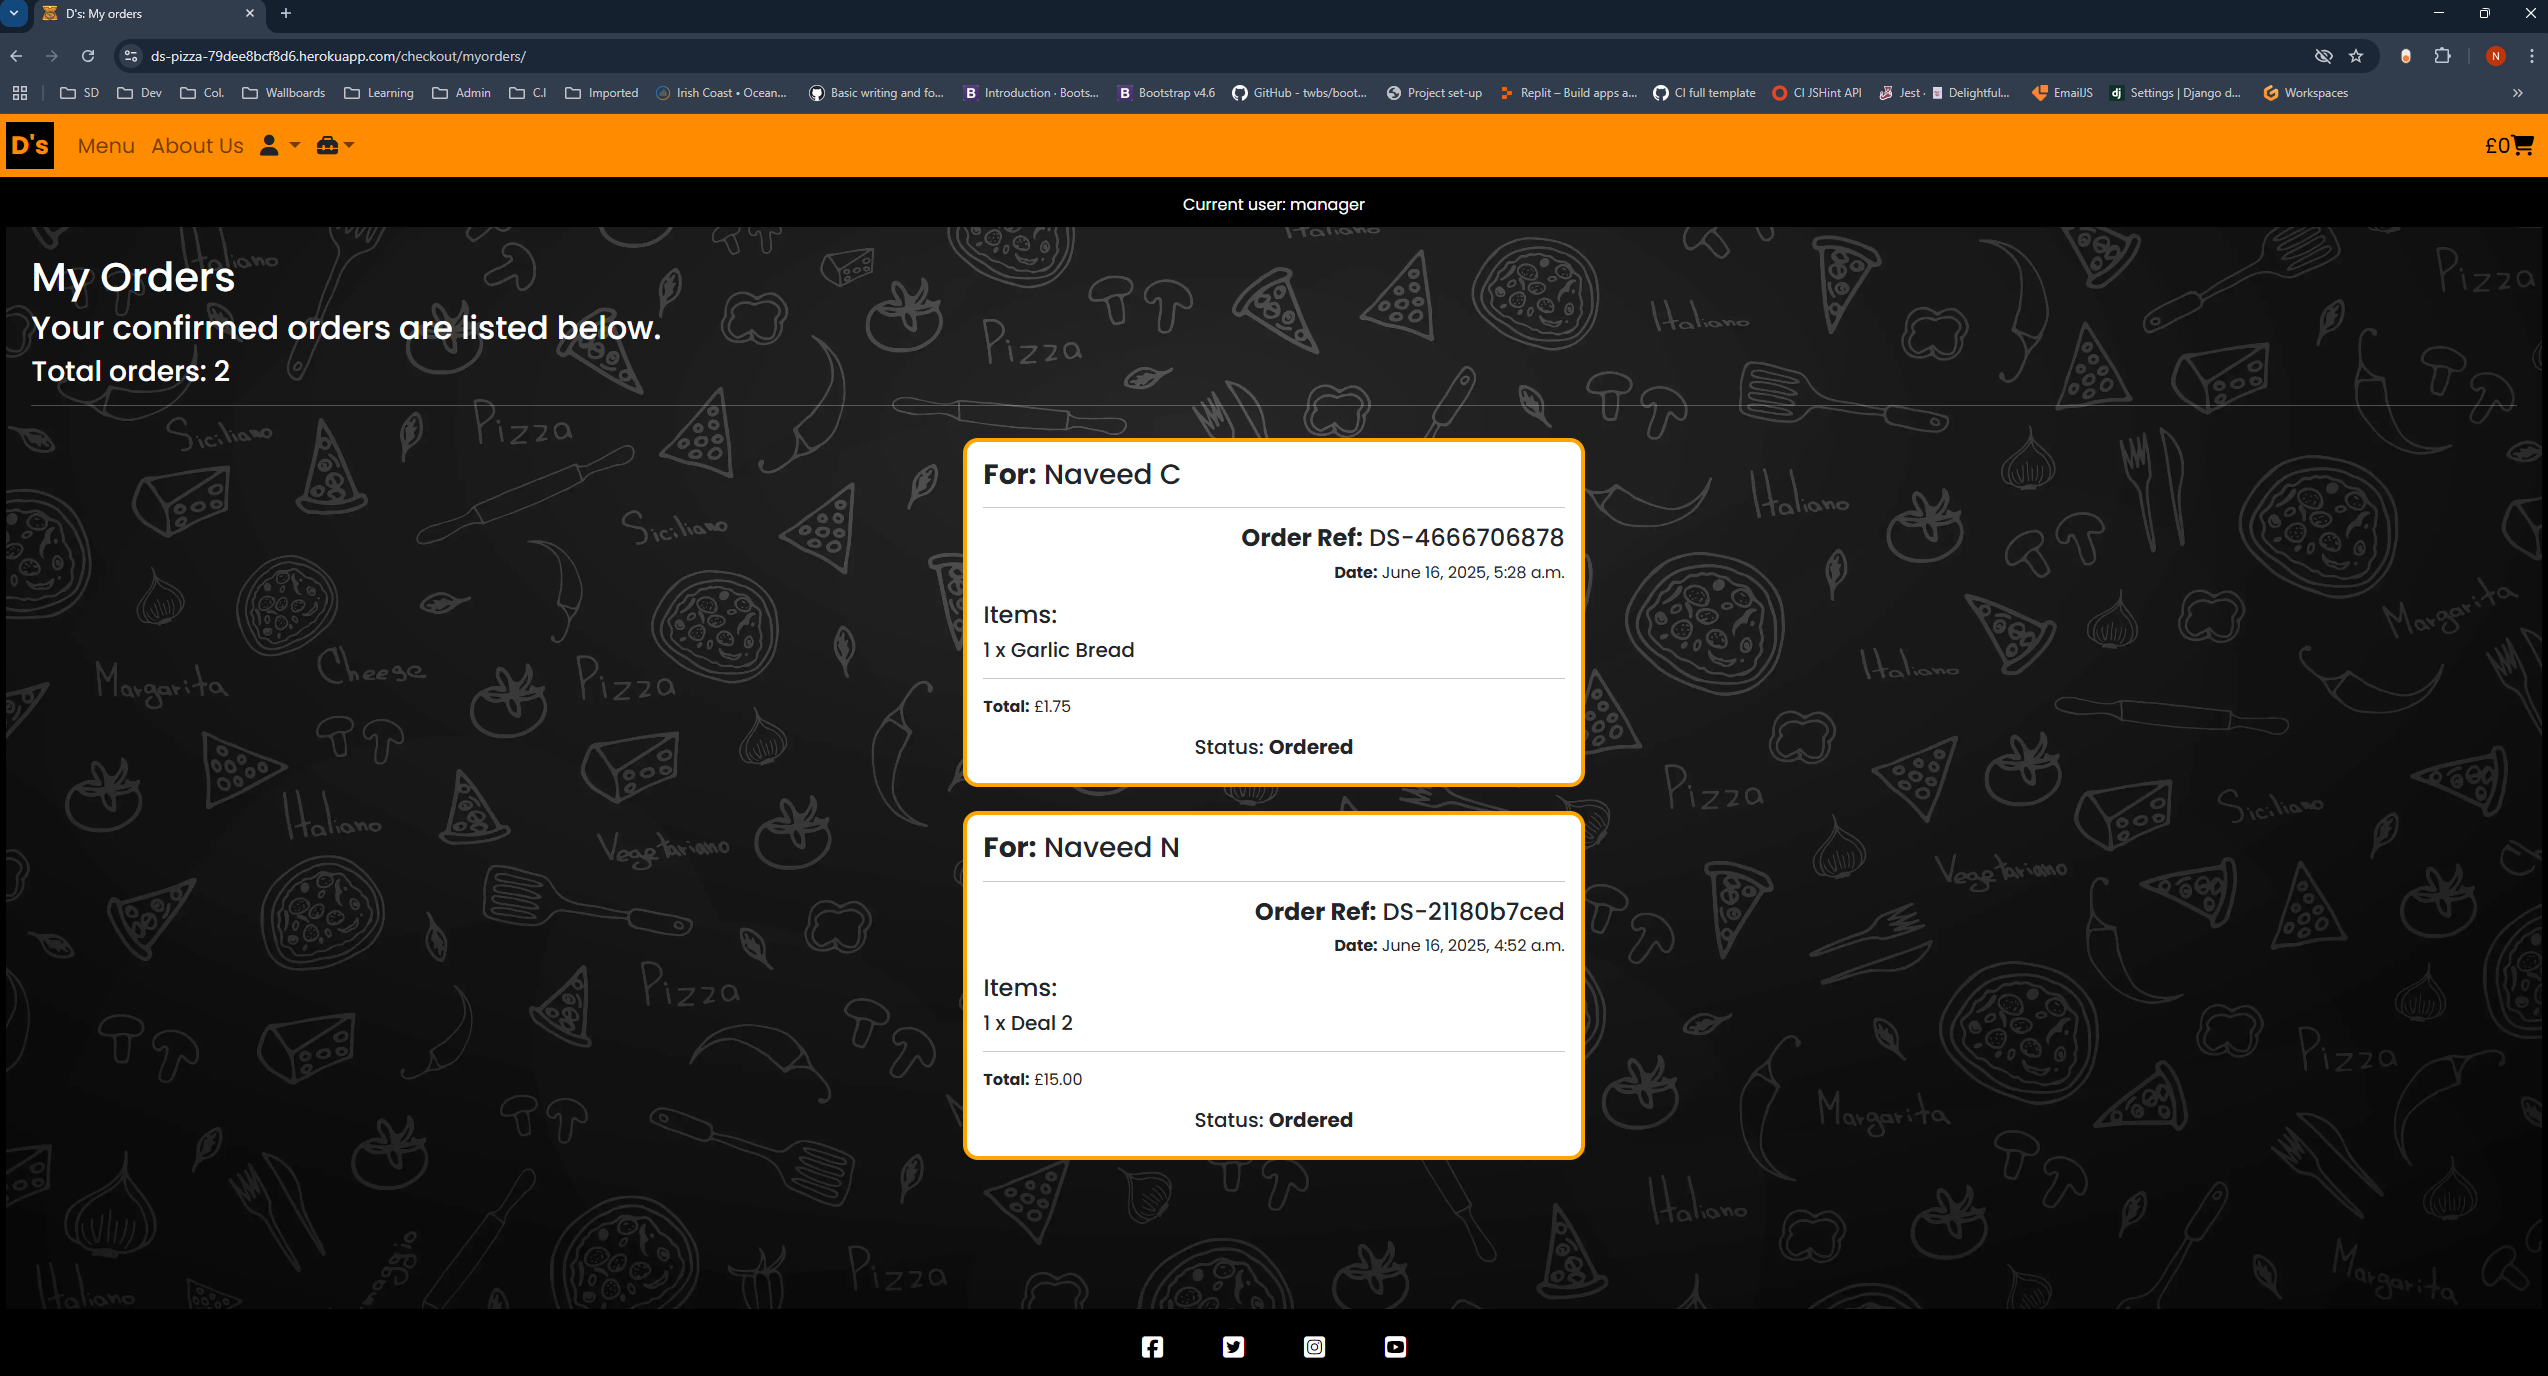 D's: My orders
ds-pizza-79dee8bcf8d6.herokuapp.com/checkout/myorders/
N
SD
Dev
Col.
Wallboards
Learning
Admin
C.I
Imported
Irish Coast • Ocean...
Basic writing and fo...
B Introduction · Boots...
B Bootstrap v4.6
GitHub - twbs/boot...
Project set-up
Replit – Build apps a...
CI full template
CI JSHint API
Jest · Delightful...
EmailJS
dj Settings | Django d...
Workspaces
D's
Menu
About Us
£0
Current user: manager
My Orders
Your confirmed orders are listed below.
Total orders: 2
For: Naveed C
Order Ref: DS-4666706878
Date: June 16, 2025, 5:28 a.m.
Items:
1 x Garlic Bread
Total: £1.75
Status: Ordered
For: Naveed N
Order Ref: DS-21180b7ced
Date: June 16, 2025, 4:52 a.m.
Items:
1 x Deal 2
Total: £15.00
Status: Ordered